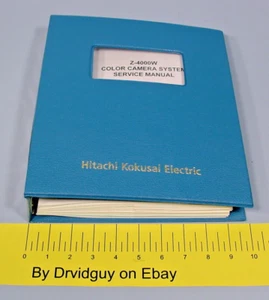 Z-4000W
COLOR CAMERA SYSTEM
SERVICE MANUAL
Hitachi Kokusai Electric
0 1 2 3 4 5 6 7 8 9 10
By Drvidguy on Ebay